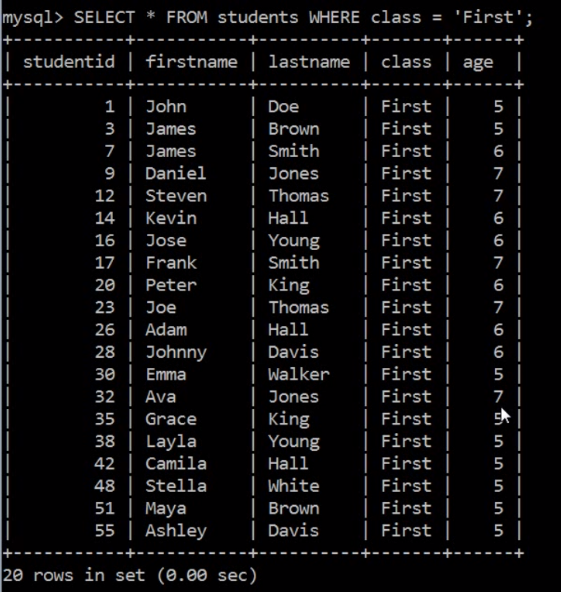 mysql> SELECT * FROM students WHERE class = 'First';
+-----------+-----------+----------+-------+------+
| studentid | firstname | lastname | class | age  |
+-----------+-----------+----------+-------+------+
|         1 | John      | Doe      | First |    5 |
|         3 | James     | Brown    | First |    5 |
|         7 | James     | Smith    | First |    6 |
|         9 | Daniel    | Jones    | First |    7 |
|        12 | Steven    | Thomas   | First |    7 |
|        14 | Kevin     | Hall     | First |    6 |
|        16 | Jose      | Young    | First |    6 |
|        17 | Frank     | Smith    | First |    7 |
|        20 | Peter     | King     | First |    6 |
|        23 | Joe       | Thomas   | First |    7 |
|        26 | Adam      | Hall     | First |    6 |
|        28 | Johnny    | Davis    | First |    6 |
|        30 | Emma      | Walker   | First |    5 |
|        32 | Ava       | Jones    | First |    7 |
|        35 | Grace     | King     | First |    5 |
|        38 | Layla     | Young    | First |    5 |
|        42 | Camila    | Hall     | First |    5 |
|        48 | Stella    | White    | First |    5 |
|        51 | Maya      | Brown    | First |    5 |
|        55 | Ashley    | Davis    | First |    5 |
+-----------+-----------+----------+-------+------+
20 rows in set (0.00 sec)